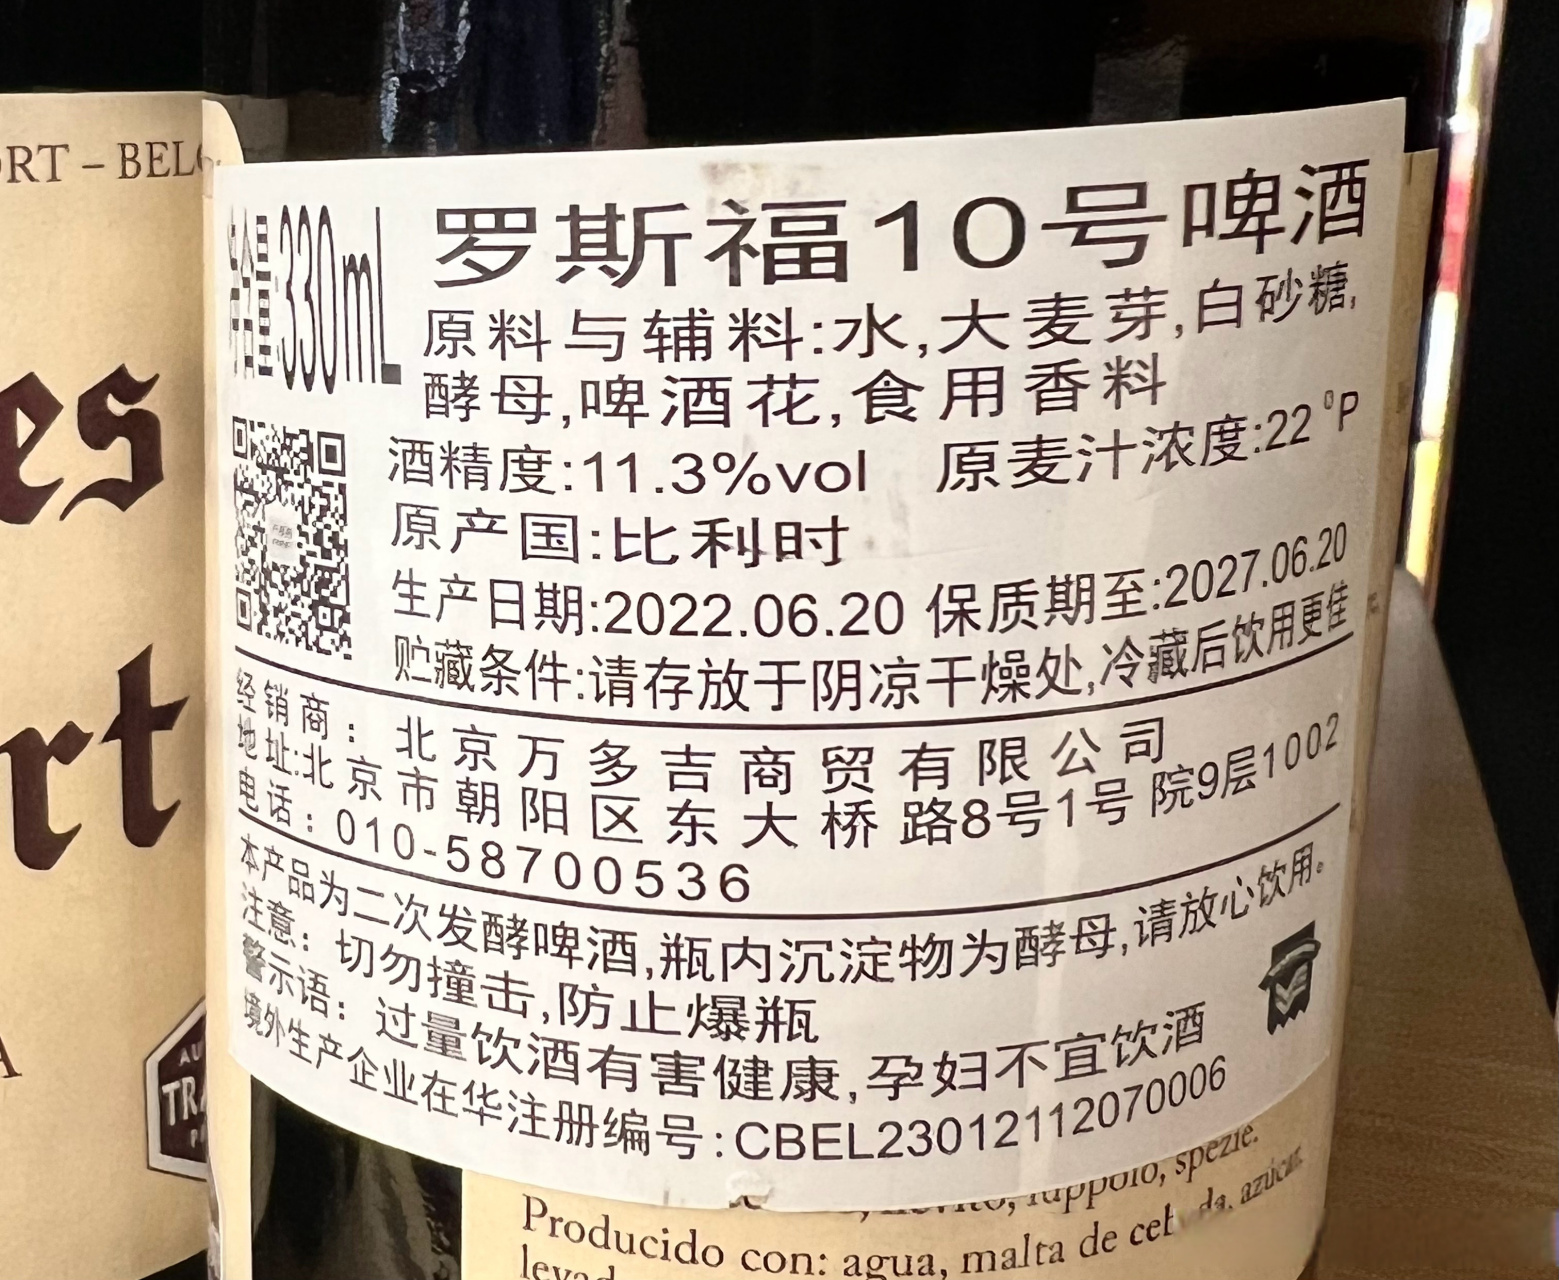 净含量:330mL
罗斯福10号啤酒
原料与辅料:水,大麦芽,白砂糖,
酵母,啤酒花,食用香料
酒精度:11.3%vol 原麦汁浓度:22°P
原产国:比利时
生产日期:2022.06.20 保质期至:2027.06.20
贮藏条件:请存放于阴凉干燥处,冷藏后饮用更佳
经销商：北京万多吉商贸有限公司
地址:北京市朝阳区东大桥路8号1号院9层1002
电话：010-58700536
本产品为二次发酵啤酒,瓶内沉淀物为酵母,请放心饮用。
注意：切勿撞击,防止爆瓶
警示语：过量饮酒有害健康,孕妇不宜饮酒
境外生产企业在华注册编号:CBEL23012112070006
luppolo, spezie.
Producido con: agua, malta de cebada, azúcar,
ORT – BELG
es
rt
A
AU
TRA
P